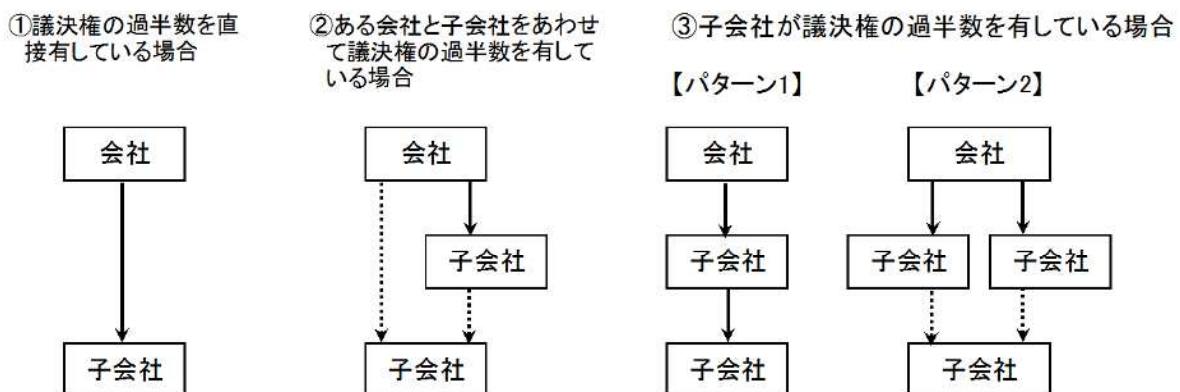 ①議決権の過半数を直
接有している場合
②ある会社と子会社をあわせ
て議決権の過半数を有して
いる場合
③子会社が議決権の過半数を有している場合
【パターン1】
【パターン2】
会社
子会社
会社
子会社
子会社
会社
子会社
子会社
会社
子会社
子会社
子会社